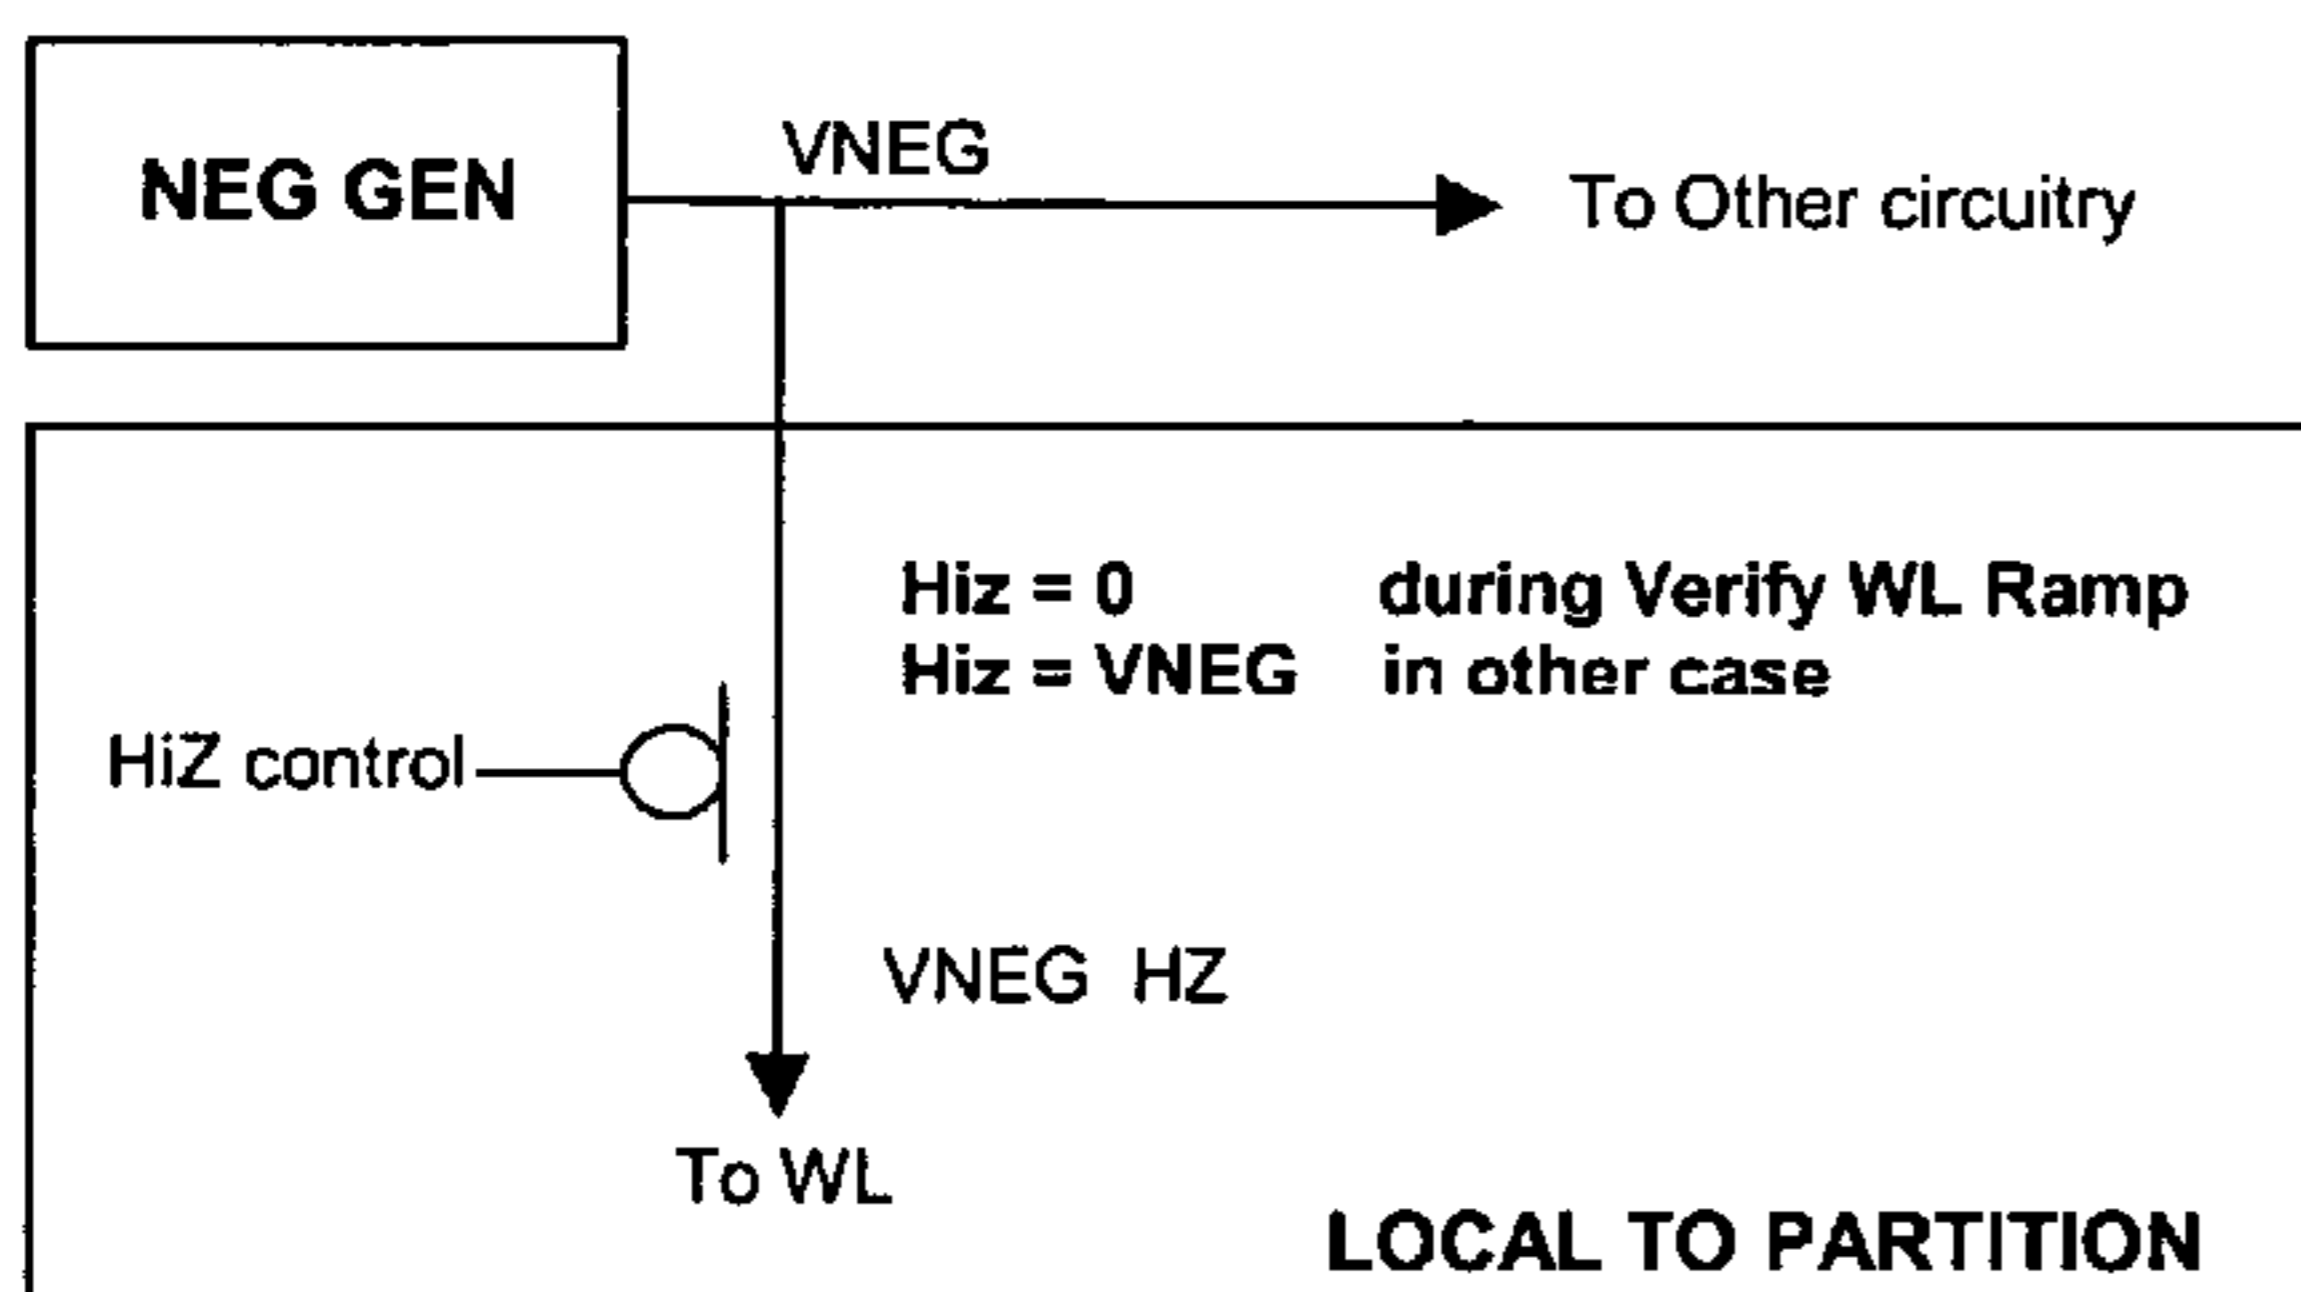 VNEG
NEG GEN
To Other circuitry
Hiz = 0 during Verify WL Ramp
Hiz = VNEG in other case
HiZ control
VNEG HZ
To WL
LOCAL TO PARTITION